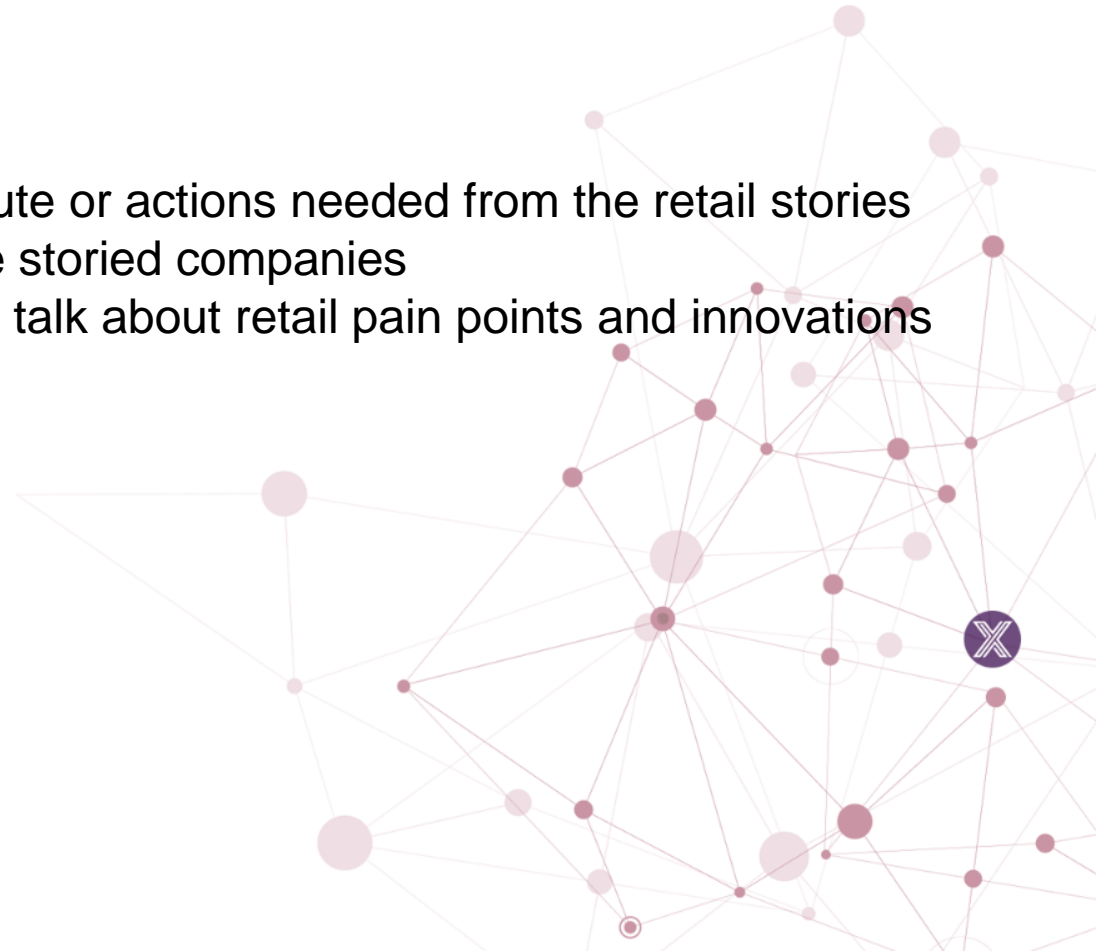 ute or actions needed from the retail stories
e storied companies
talk about retail pain points and innovations